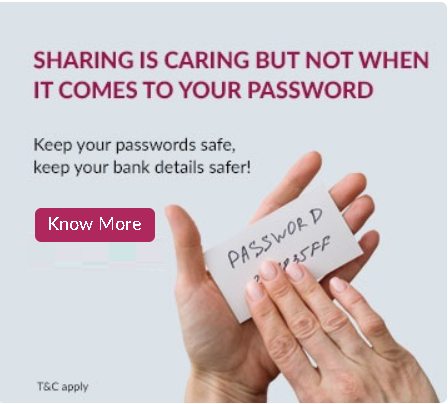 SHARING IS CARING BUT NOT WHEN
IT COMES TO YOUR PASSWORD
Keep your passwords safe,
keep your bank details safer!
Know More
PASSWORD
T&C apply